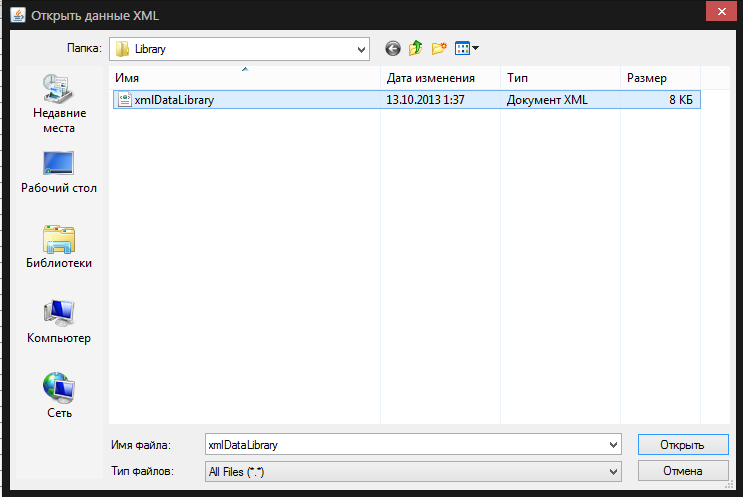 Открыть данные XML
Папка: Library
Имя Дата изменения Тип Размер
xmlDataLibrary 13.10.2013 1:37 Документ XML 8 КБ
Недавние
места
Рабочий стол
Библиотеки
Компьютер
Сеть
Имя файла: xmlDataLibrary Открыть
Тип файлов: All Files (*.*) Отмена